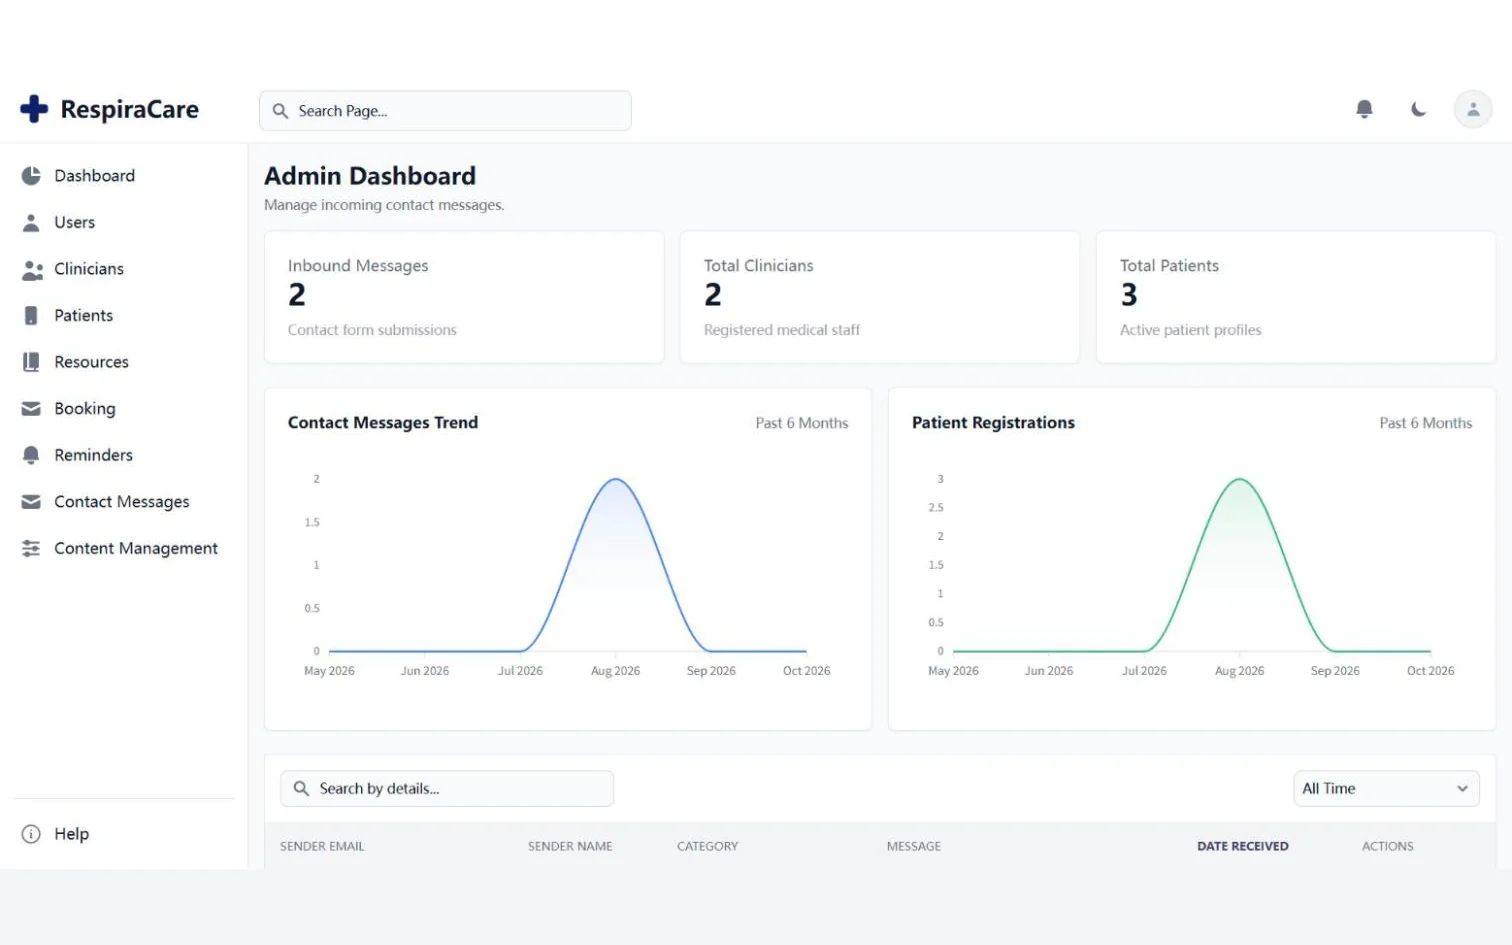 RespiraCare
Search Page...
Dashboard
Users
Clinicians
Patients
Resources
Booking
Reminders
Contact Messages
Content Management
Help
Admin Dashboard
Manage incoming contact messages.
Inbound Messages
2
Contact form submissions
Total Clinicians
2
Registered medical staff
Total Patients
3
Active patient profiles
Contact Messages Trend
Past 6 Months
2
1.5
1
0.5
0
May 2026 Jun 2026 Jul 2026 Aug 2026 Sep 2026 Oct 2026
Patient Registrations
Past 6 Months
3
2.5
2
1.5
1
0.5
0
May 2026 Jun 2026 Jul 2026 Aug 2026 Sep 2026 Oct 2026
Search by details...
All Time
SENDER EMAIL SENDER NAME CATEGORY MESSAGE DATE RECEIVED ACTIONS